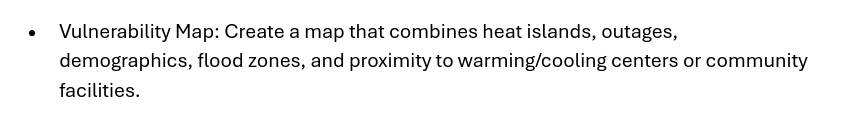 • Vulnerability Map: Create a map that combines heat islands, outages,
demographics, flood zones, and proximity to warming/cooling centers or community
facilities.